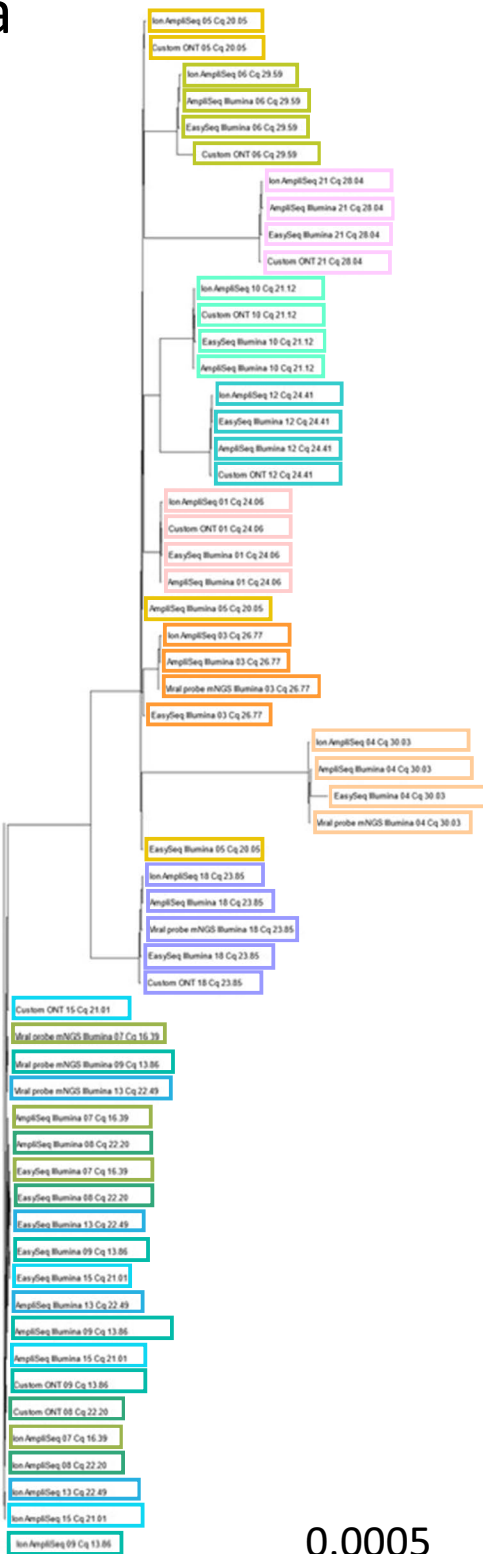 a
Ion AmpliSeq 05 Cq 20.05
Custom ONT 05 Cq 20.05
Ion AmpliSeq 06 Cq 29.59
AmpliSeq Illumina 06 Cq 29.59
EasySeq Illumina 06 Cq 29.59
Custom ONT 06 Cq 29.59
Ion AmpliSeq 21 Cq 28.04
AmpliSeq Illumina 21 Cq 28.04
EasySeq Illumina 21 Cq 28.04
Custom ONT 21 Cq 28.04
Ion AmpliSeq 10 Cq 21.12
Custom ONT 10 Cq 21.12
EasySeq Illumina 10 Cq 21.12
AmpliSeq Illumina 10 Cq 21.12
Ion AmpliSeq 12 Cq 24.41
EasySeq Illumina 12 Cq 24.41
AmpliSeq Illumina 12 Cq 24.41
Custom ONT 12 Cq 24.41
Ion AmpliSeq 01 Cq 24.06
Custom ONT 01 Cq 24.06
EasySeq Illumina 01 Cq 24.06
AmpliSeq Illumina 01 Cq 24.06
AmpliSeq Illumina 05 Cq 20.05
Ion AmpliSeq 03 Cq 26.77
AmpliSeq Illumina 03 Cq 26.77
Viral probe mNGS Illumina 03 Cq 26.77
EasySeq Illumina 03 Cq 26.77
Ion AmpliSeq 04 Cq 30.03
AmpliSeq Illumina 04 Cq 30.03
EasySeq Illumina 04 Cq 30.03
Viral probe mNGS Illumina 04 Cq 30.03
EasySeq Illumina 05 Cq 20.05
Ion AmpliSeq 18 Cq 23.85
AmpliSeq Illumina 18 Cq 23.85
Viral probe mNGS Illumina 18 Cq 23.85
EasySeq Illumina 18 Cq 23.85
Custom ONT 18 Cq 23.85
Custom ONT 15 Cq 21.01
Viral probe mNGS Illumina 07 Cq 16.39
Viral probe mNGS Illumina 09 Cq 13.86
Viral probe mNGS Illumina 13 Cq 22.49
AmpliSeq Illumina 07 Cq 16.39
AmpliSeq Illumina 08 Cq 22.20
EasySeq Illumina 07 Cq 16.39
EasySeq Illumina 08 Cq 22.20
EasySeq Illumina 13 Cq 22.49
EasySeq Illumina 09 Cq 13.86
EasySeq Illumina 15 Cq 21.01
AmpliSeq Illumina 13 Cq 22.49
AmpliSeq Illumina 09 Cq 13.86
AmpliSeq Illumina 15 Cq 21.01
Custom ONT 09 Cq 13.86
Custom ONT 08 Cq 22.20
Ion AmpliSeq 07 Cq 16.39
Ion AmpliSeq 08 Cq 22.20
Ion AmpliSeq 13 Cq 22.49
Ion AmpliSeq 15 Cq 21.01
Ion AmpliSeq 09 Cq 13.86
0.0005